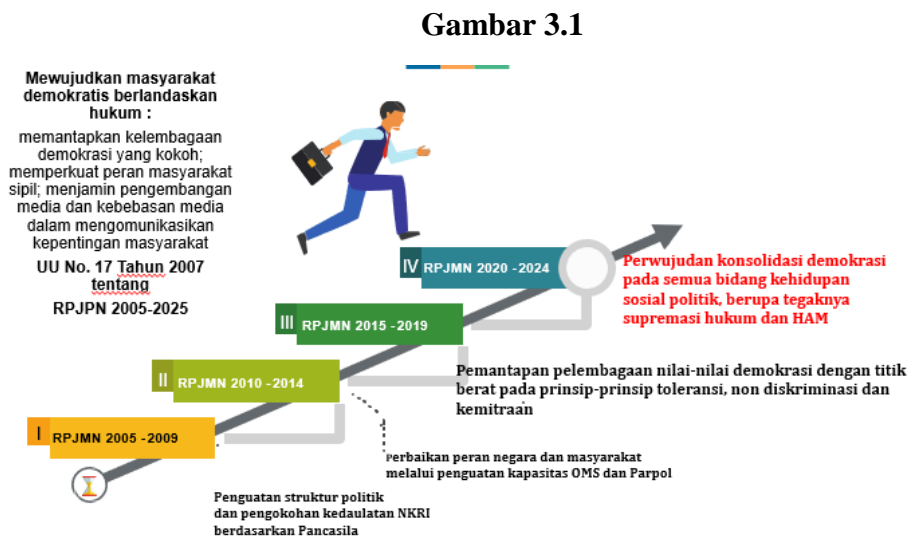 Gambar 3.1
Mewujudkan masyarakat
demokratis berlandaskan
hukum :
memantapkan kelembagaan
demokrasi yang kokoh;
memperkuat peran masyarakat
sipil; menjamin pengembangan
media dan kebebasan media
dalam mengomunikasikan
kepentingan masyarakat
UU No. 17 Tahun 2007
tentang
RPJPN 2005-2025
IV RPJMN 2020 -2024
Perwujudan konsolidasi demokrasi
pada semua bidang kehidupan
sosial politik, berupa tegaknya
supremasi hukum dan HAM
III RPJMN 2015 -2019
Pemantapan pelembagaan nilai-nilai demokrasi dengan titik
berat pada prinsip-prinsip toleransi, non diskriminasi dan
kemitraan
II RPJMN 2010 -2014
Perbaikan peran negara dan masyarakat
melalui penguatan kapasitas OMS dan Parpol
I RPJMN 2005 -2009
Penguatan struktur politik
dan pengokohan kedaulatan NKRI
berdasarkan Pancasila